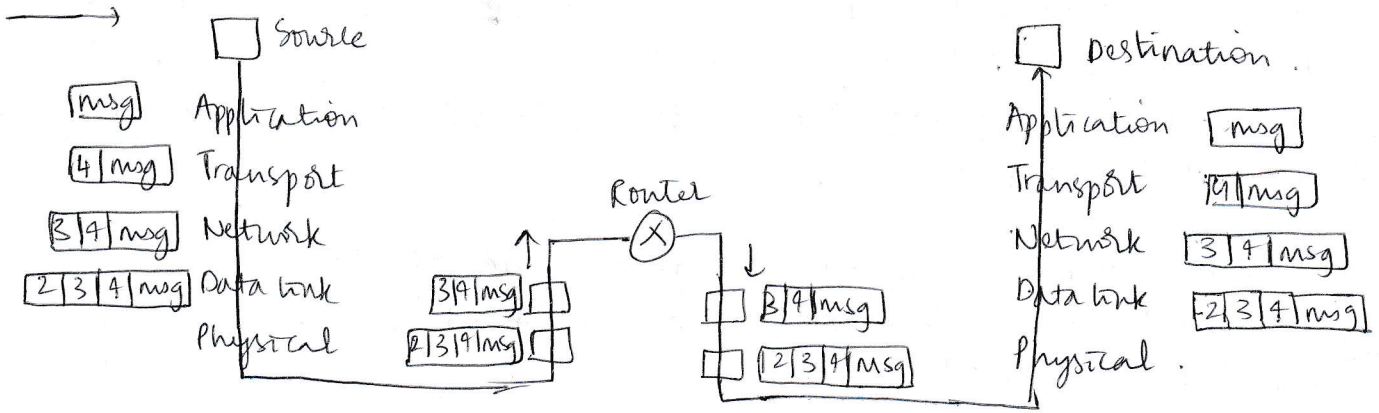 Source
Destination .
msg Application
Application msg
4 msg Transport
Transport 4 msg
Router
3 4 msg Network
Network 3 4 msg
2 3 4 msg Data link
3 4 msg
3 4 msg
Data link 2 3 4 msg
Physical
2 3 4 msg
2 3 4 msg
Physical .